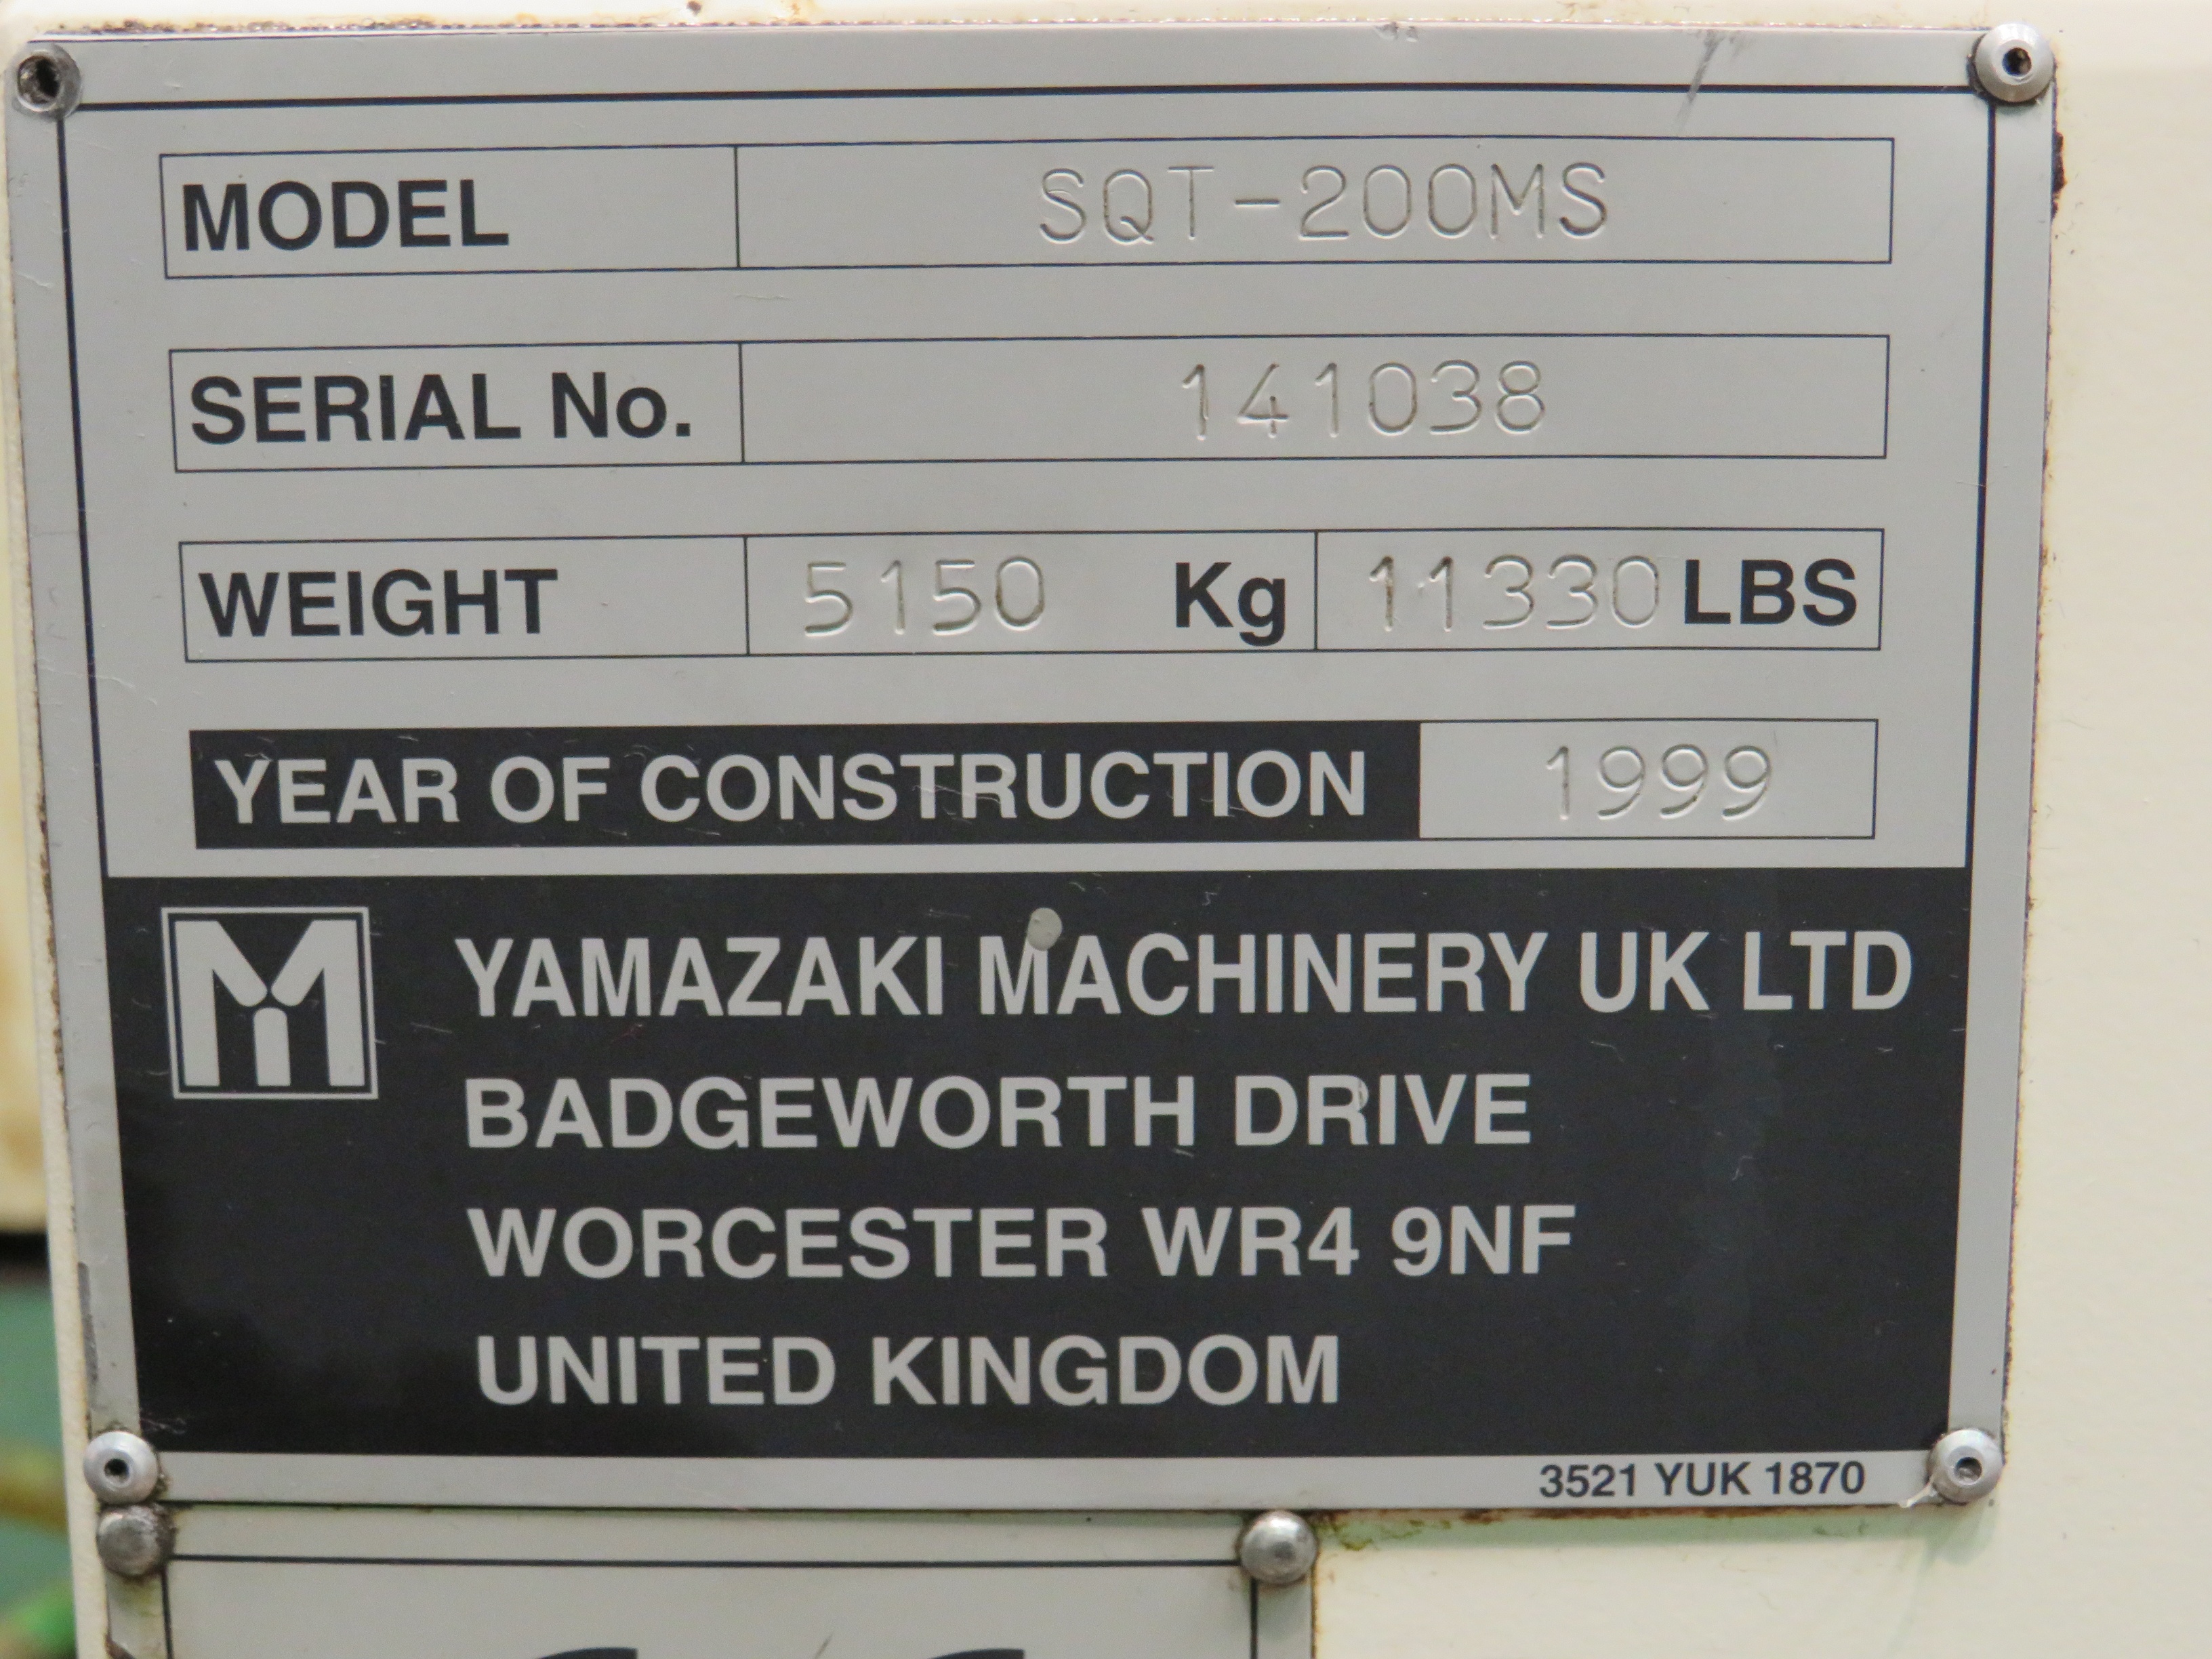 MODEL SQT-200MS
SERIAL No. 141038
WEIGHT 5150 Kg 11330 LBS
YEAR OF CONSTRUCTION 1999
YAMAZAKI MACHINERY UK LTD
BADGEWORTH DRIVE
WORCESTER WR4 9NF
UNITED KINGDOM
3521 YUK 1870